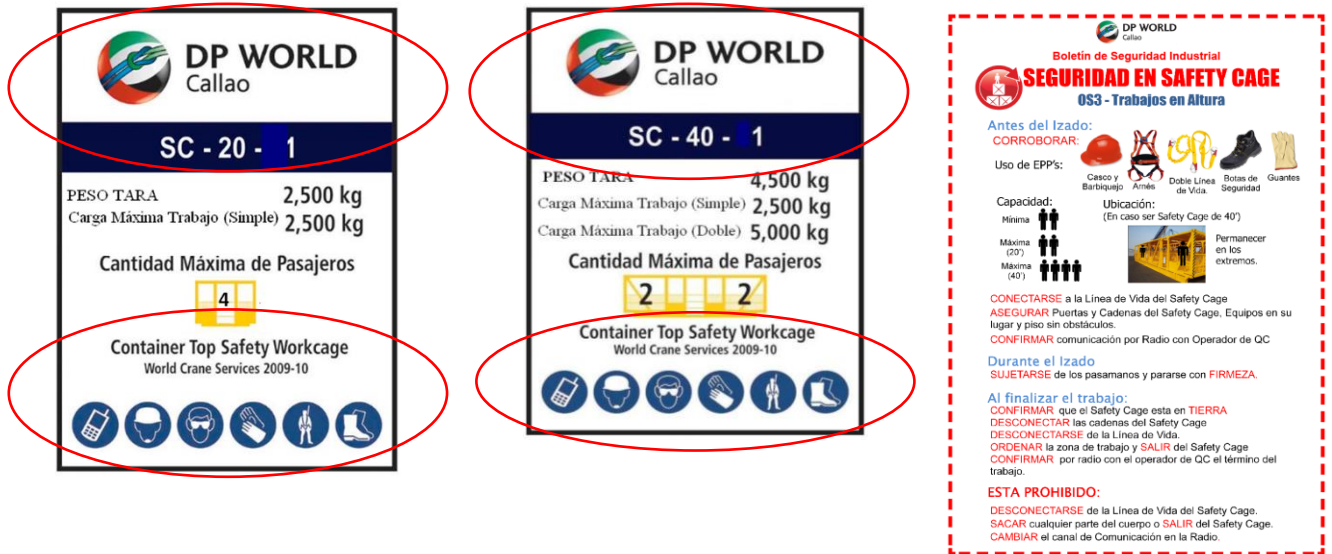 DP WORLD
Callao
SC - 20 - 1
PESO TARA 2,500 kg
Carga Máxima Trabajo (Simple) 2,500 kg
Cantidad Máxima de Pasajeros
4
Container Top Safety Workcage
World Crane Services 2009-10
DP WORLD
Callao
SC - 40 - 1
PESO TARA 4,500 kg
Carga Máxima Trabajo (Simple) 2,500 kg
Carga Máxima Trabajo (Doble) 5,000 kg
Cantidad Máxima de Pasajeros
2 2
Container Top Safety Workcage
World Crane Services 2009-10
DP WORLD
Callao
Boletin de Seguridad Industrial
SEGURIDAD EN SAFETY CAGE
OS3 - Trabajos en Altura
Antes del Izado:
CORROBORAR:
Uso de EPP's:
Casco y
Barbiquejo
Arnés
Doble Línea
de Vida.
Botas de
Seguridad
Guantes
Capacidad:
Mínima
Máxima
(20')
Máxima
(40')
Ubicación:
(En caso ser Safety Cage de 40')
Permanecer
en los
extremos.
CONECTARSE a la Línea de Vida del Safety Cage
ASEGURAR Puertas y Cadenas del Safety Cage, Equipos en su
lugar y piso sin obstáculos.
CONFIRMAR comunicación por Radio con Operador de QC
Durante el Izado
SUJETARSE de los pasamanos y pararse con FIRMEZA.
Al finalizar el trabajo:
CONFIRMAR que el Safety Cage esta en TIERRA
DESCONECTAR las cadenas del Safety Cage
DESCONECTARSE de la Línea de Vida.
ORDENAR la zona de trabajo y SALIR del Safety Cage
CONFIRMAR por radio con el operador de QC el término del
trabajo.
ESTA PROHIBIDO:
DESCONECTARSE de la Línea de Vida del Safety Cage.
SACAR cualquier parte del cuerpo o SALIR del Safety Cage.
CAMBIAR el canal de Comunicación en la Radio.